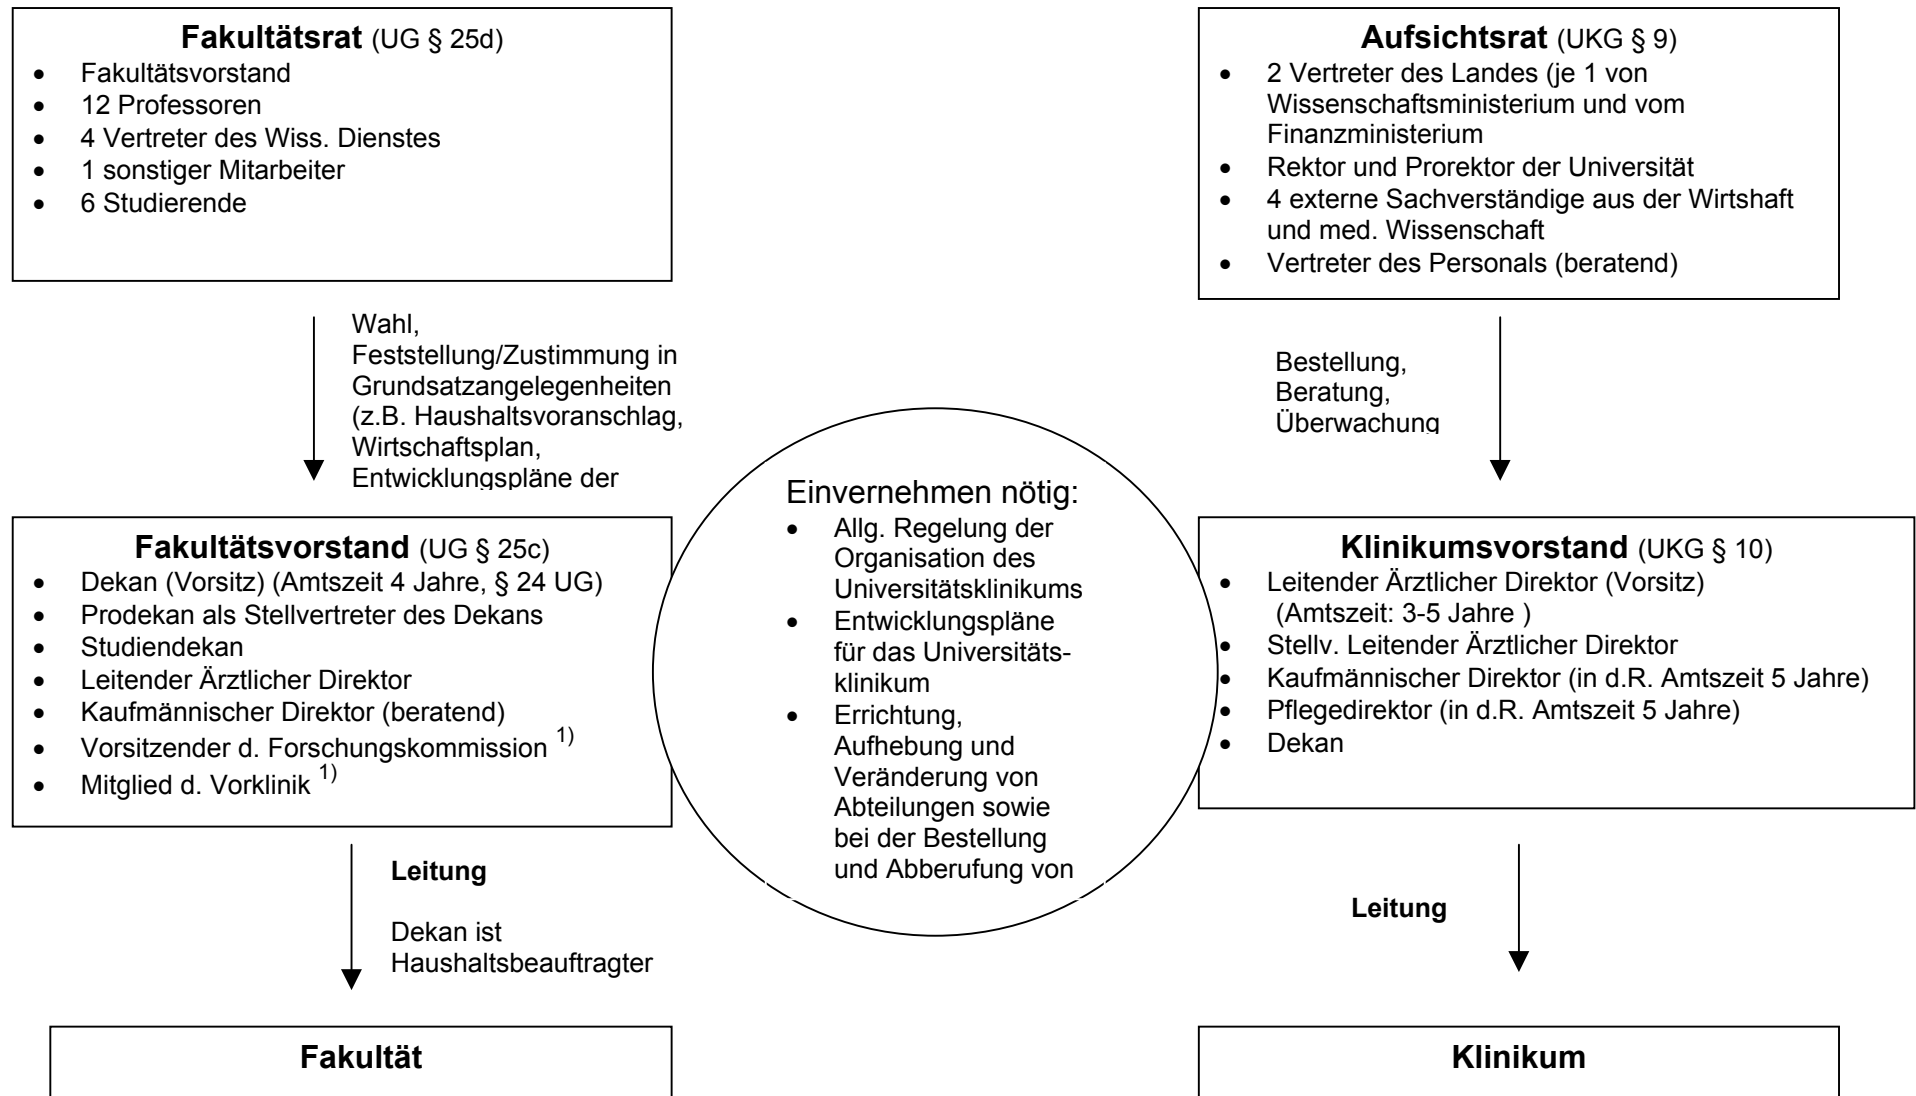 Fakultätsrat (UG § 25d)
• Fakultätsvorstand
• 12 Professoren
• 4 Vertreter des Wiss. Dienstes
• 1 sonstiger Mitarbeiter
• 6 Studierende
Aufsichtsrat (UKG § 9)
• 2 Vertreter des Landes (je 1 von
Wissenschaftsministerium und vom
Finanzministerium
• Rektor und Prorektor der Universität
• 4 externe Sachverständige aus der Wirtshaft
und med. Wissenschaft
• Vertreter des Personals (beratend)
Wahl,
Feststellung/Zustimmung in
Grundsatzangelegenheiten
(z.B. Haushaltsvoranschlag,
Wirtschaftsplan,
Entwicklungspläne der
Bestellung,
Beratung,
Überwachung
Einvernehmen nötig:
• Allg. Regelung der
Organisation des
Universitätsklinikums
• Entwicklungspläne
für das Universitäts-
klinikum
• Errichtung,
Aufhebung und
Veränderung von
Abteilungen sowie
bei der Bestellung
und Abberufung von
Fakultätsvorstand (UG § 25c)
• Dekan (Vorsitz) (Amtszeit 4 Jahre, § 24 UG)
• Prodekan als Stellvertreter des Dekans
• Studiendekan
• Leitender Ärztlicher Direktor
• Kaufmännischer Direktor (beratend)
• Vorsitzender d. Forschungskommission 1)
• Mitglied d. Vorklinik 1)
Klinikumsvorstand (UKG § 10)
• Leitender Ärztlicher Direktor (Vorsitz)
(Amtszeit: 3-5 Jahre )
• Stellv. Leitender Ärztlicher Direktor
• Kaufmännischer Direktor (in d.R. Amtszeit 5 Jahre)
• Pflegedirektor (in d.R. Amtszeit 5 Jahre)
• Dekan
Leitung
Dekan ist
Haushaltsbeauftragter
Leitung
Fakultät
Klinikum